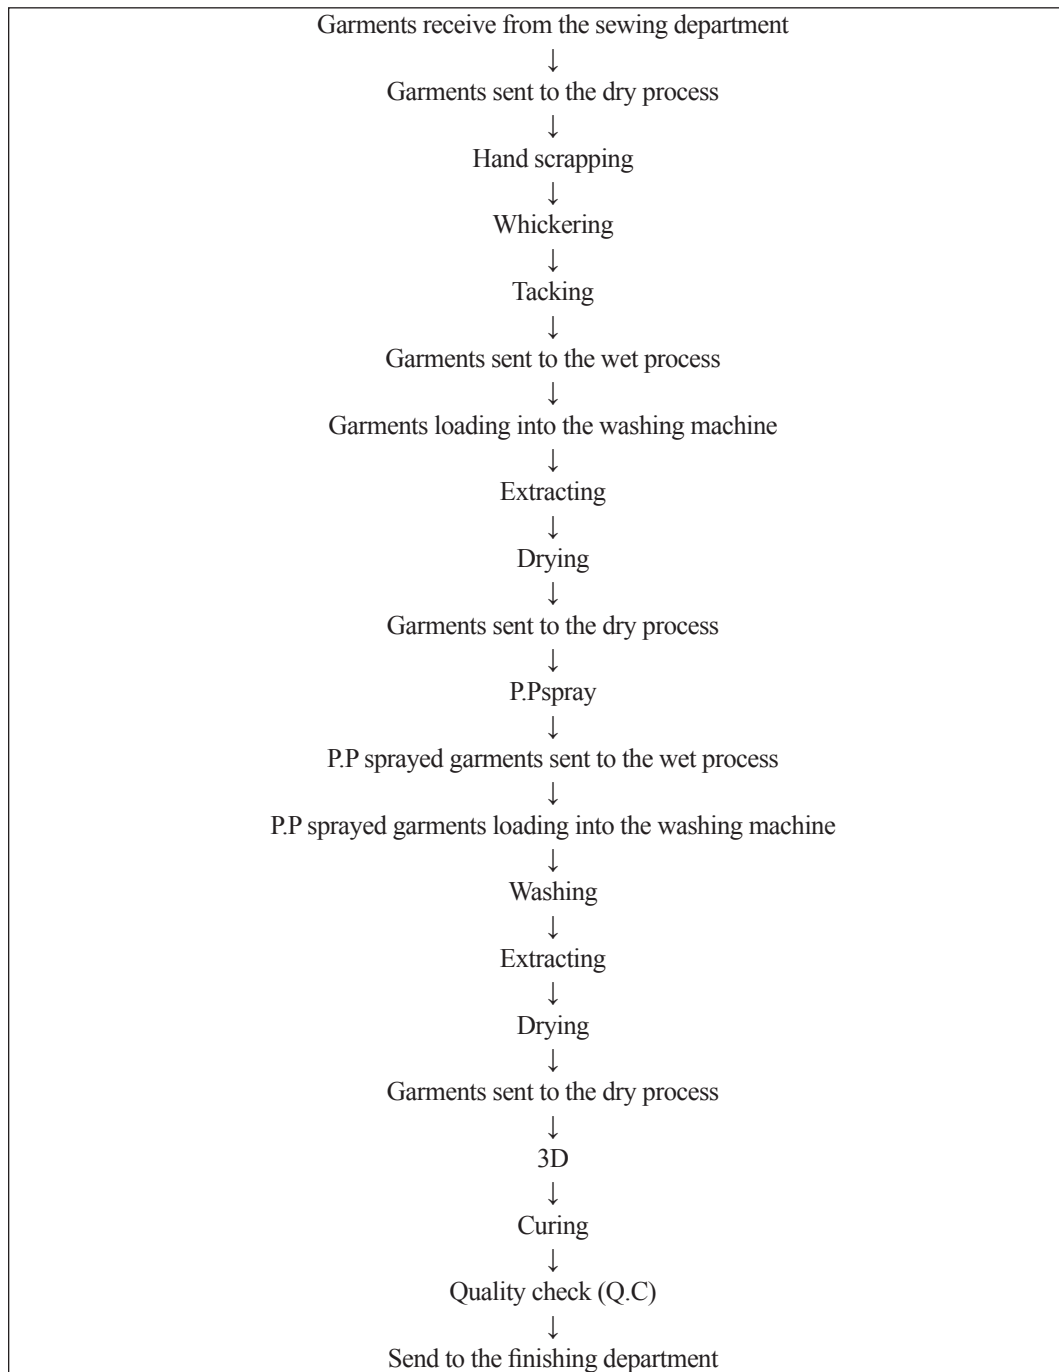 Garments receive from the sewing department
↓
Garments sent to the dry process
↓
Hand scrapping
↓
Whickering
↓
Tacking
↓
Garments sent to the wet process
↓
Garments loading into the washing machine
↓
Extracting
↓
Drying
↓
Garments sent to the dry process
↓
P.Pspray
↓
P.P sprayed garments sent to the wet process
↓
P.P sprayed garments loading into the washing machine
↓
Washing
↓
Extracting
↓
Drying
↓
Garments sent to the dry process
↓
3D
↓
Curing
↓
Quality check (Q.C)
↓
Send to the finishing department